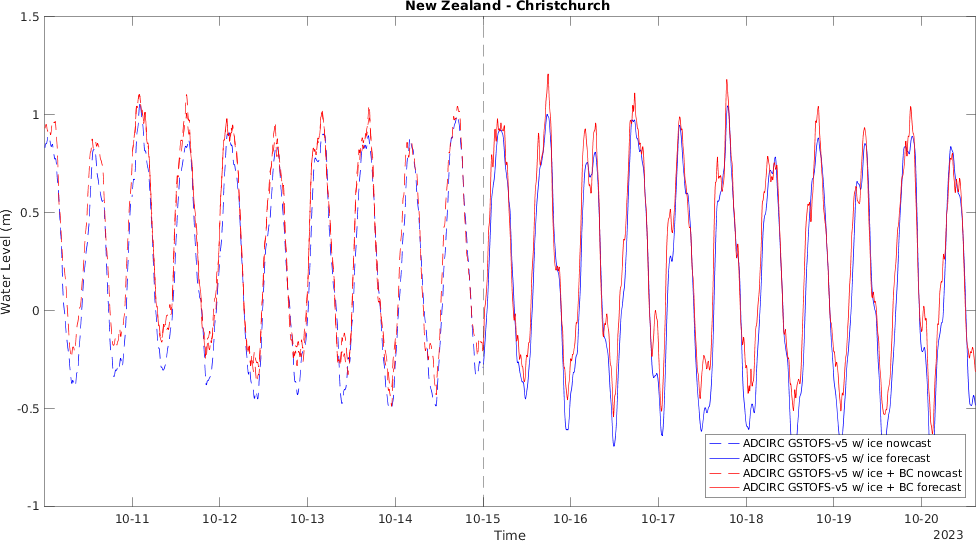 New Zealand - Christchurch
1.5
1
0.5
0
-0.5
-1
Water Level (m)
10-11 10-12 10-13 10-14 10-15 10-16 10-17 10-18 10-19 10-20
Time
2023
ADCIRC GSTOFS-v5 w/ ice nowcast
ADCIRC GSTOFS-v5 w/ ice forecast
ADCIRC GSTOFS-v5 w/ ice + BC nowcast
ADCIRC GSTOFS-v5 w/ ice + BC forecast